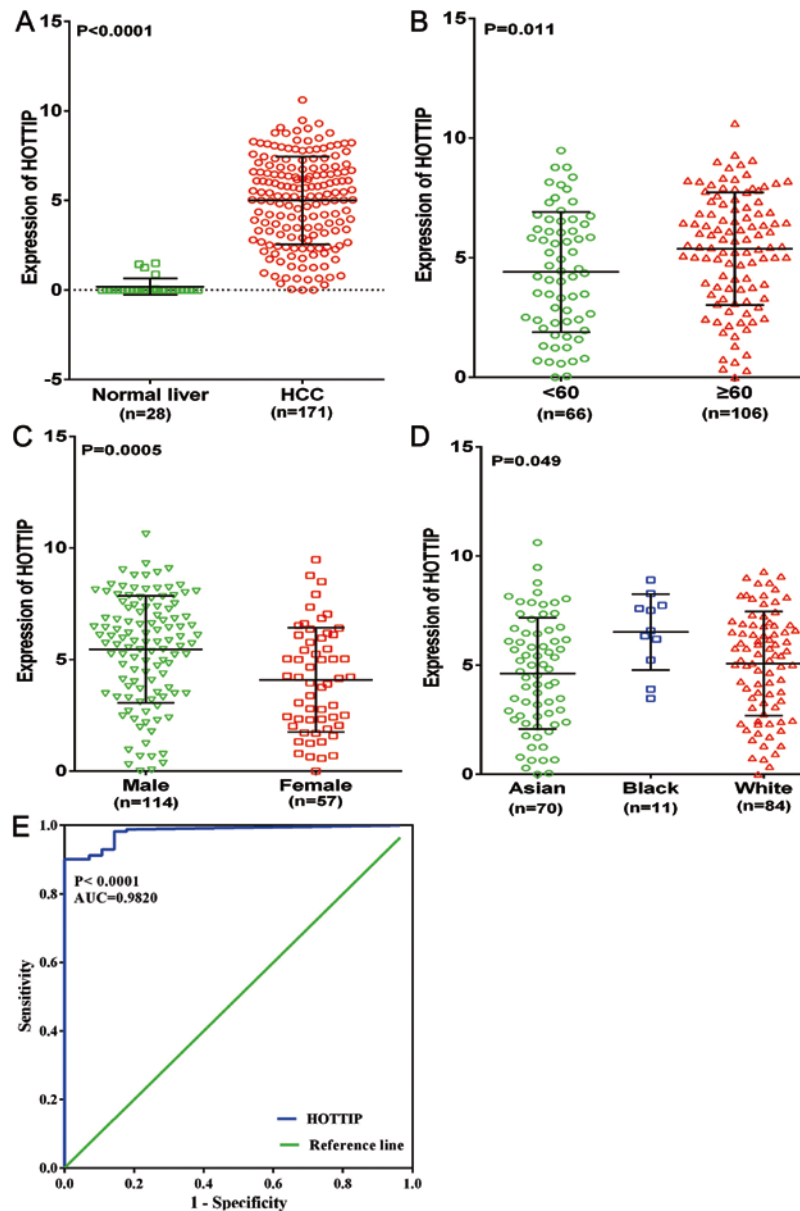 A
P<0.0001
Expression of HOTTIP
15
10
5
0
-5
Normal liver
(n=28)
HCC
(n=171)
B
P=0.011
Expression of HOTTIP
15
10
5
0
<60
(n=66)
≥60
(n=106)
C
P=0.0005
Expression of HOTTIP
15
10
5
0
Male
(n=114)
Female
(n=57)
D
P=0.049
Expression of HOTTIP
15
10
5
0
Asian
(n=70)
Black
(n=11)
White
(n=84)
E
P< 0.0001
AUC=0.9820
Sensitivity
1.0
0.8
0.6
0.4
0.2
0.0
HOTTIP
Reference line
0.0 0.2 0.4 0.6 0.8 1.0
1 - Specificity